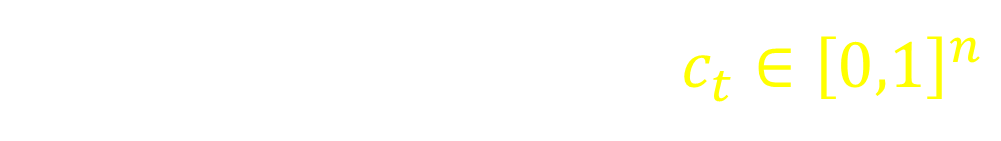 c_t ∈ [0,1]^n